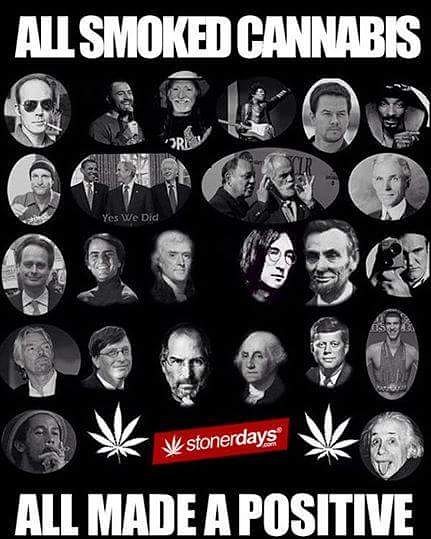 ALL SMOKED CANNABIS
Yes We Did
stonerdays®
.com
ALL MADE A POSITIVE